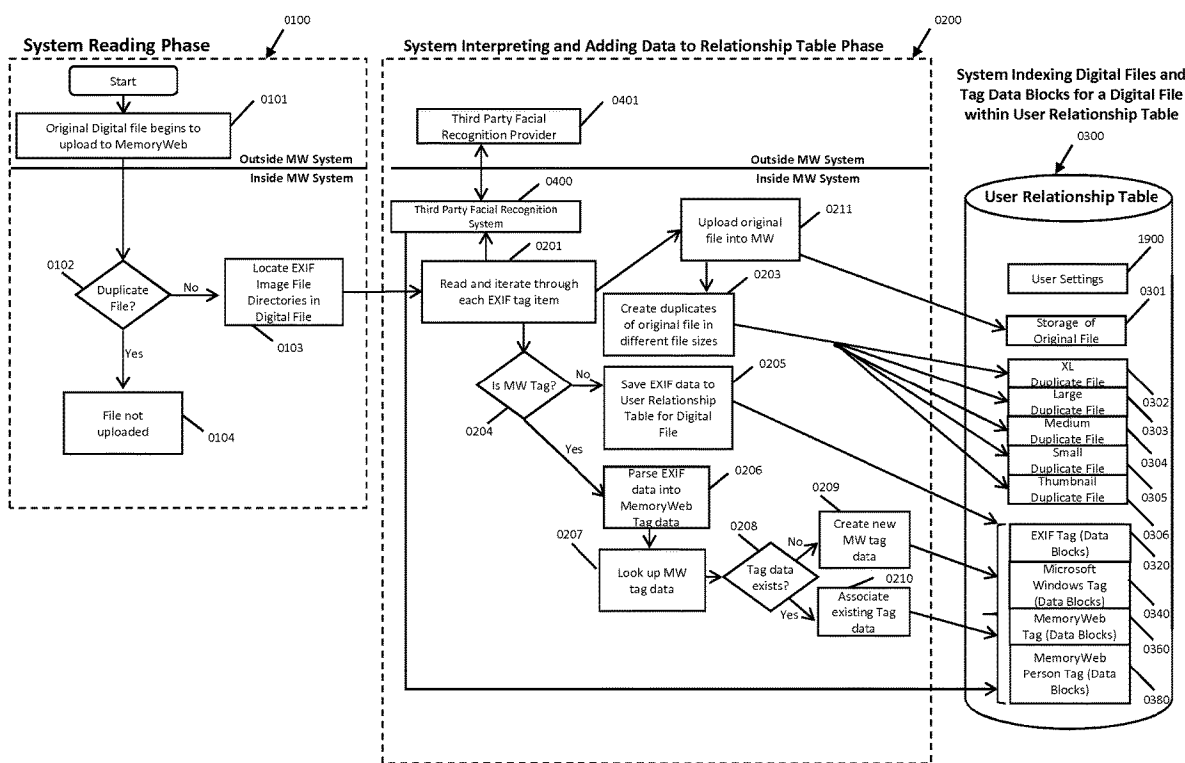 0100
System Reading Phase
Start
0101
Original Digital file begins to
upload to MemoryWeb
Outside MW System
Inside MW System
0102
Duplicate
File?
No
Locate EXIF
Image File
Directories in
Digital File
0103
Yes
File not
uploaded
0104
0200
System Interpreting and Adding Data to Relationship Table Phase
0401
Third Party Facial
Recognition Provider
Outside MW System
Inside MW System
0400
Third Party Facial Recognition
System
0201
Read and iterate through
each EXIF tag item
Upload original
file into MW
0211
0203
Create duplicates
of original file in
different file sizes
Is MW Tag?
0204
No
0205
Save EXIF data to
User Relationship
Table for Digital
File
Yes
0206
Parse EXIF
data into
MemoryWeb
Tag data
0207
Look up MW
tag data
0208
Tag data
exists?
No
0209
Create new
MW tag
data
Yes
0210
Associate
existing Tag
data
System Indexing Digital Files and
Tag Data Blocks for a Digital File
within User Relationship Table
0300
User Relationship Table
1900
User Settings
0301
Storage of
Original File
XL
Duplicate File
0302
Large
Duplicate File
0303
Medium
Duplicate File
0304
Small
Duplicate File
0305
Thumbnail
Duplicate File
0306
EXIF Tag (Data
Blocks)
0320
Microsoft
Windows Tag
(Data Blocks)
0340
MemoryWeb
Tag (Data Blocks)
0360
MemoryWeb
Person Tag (Data
Blocks)
0380